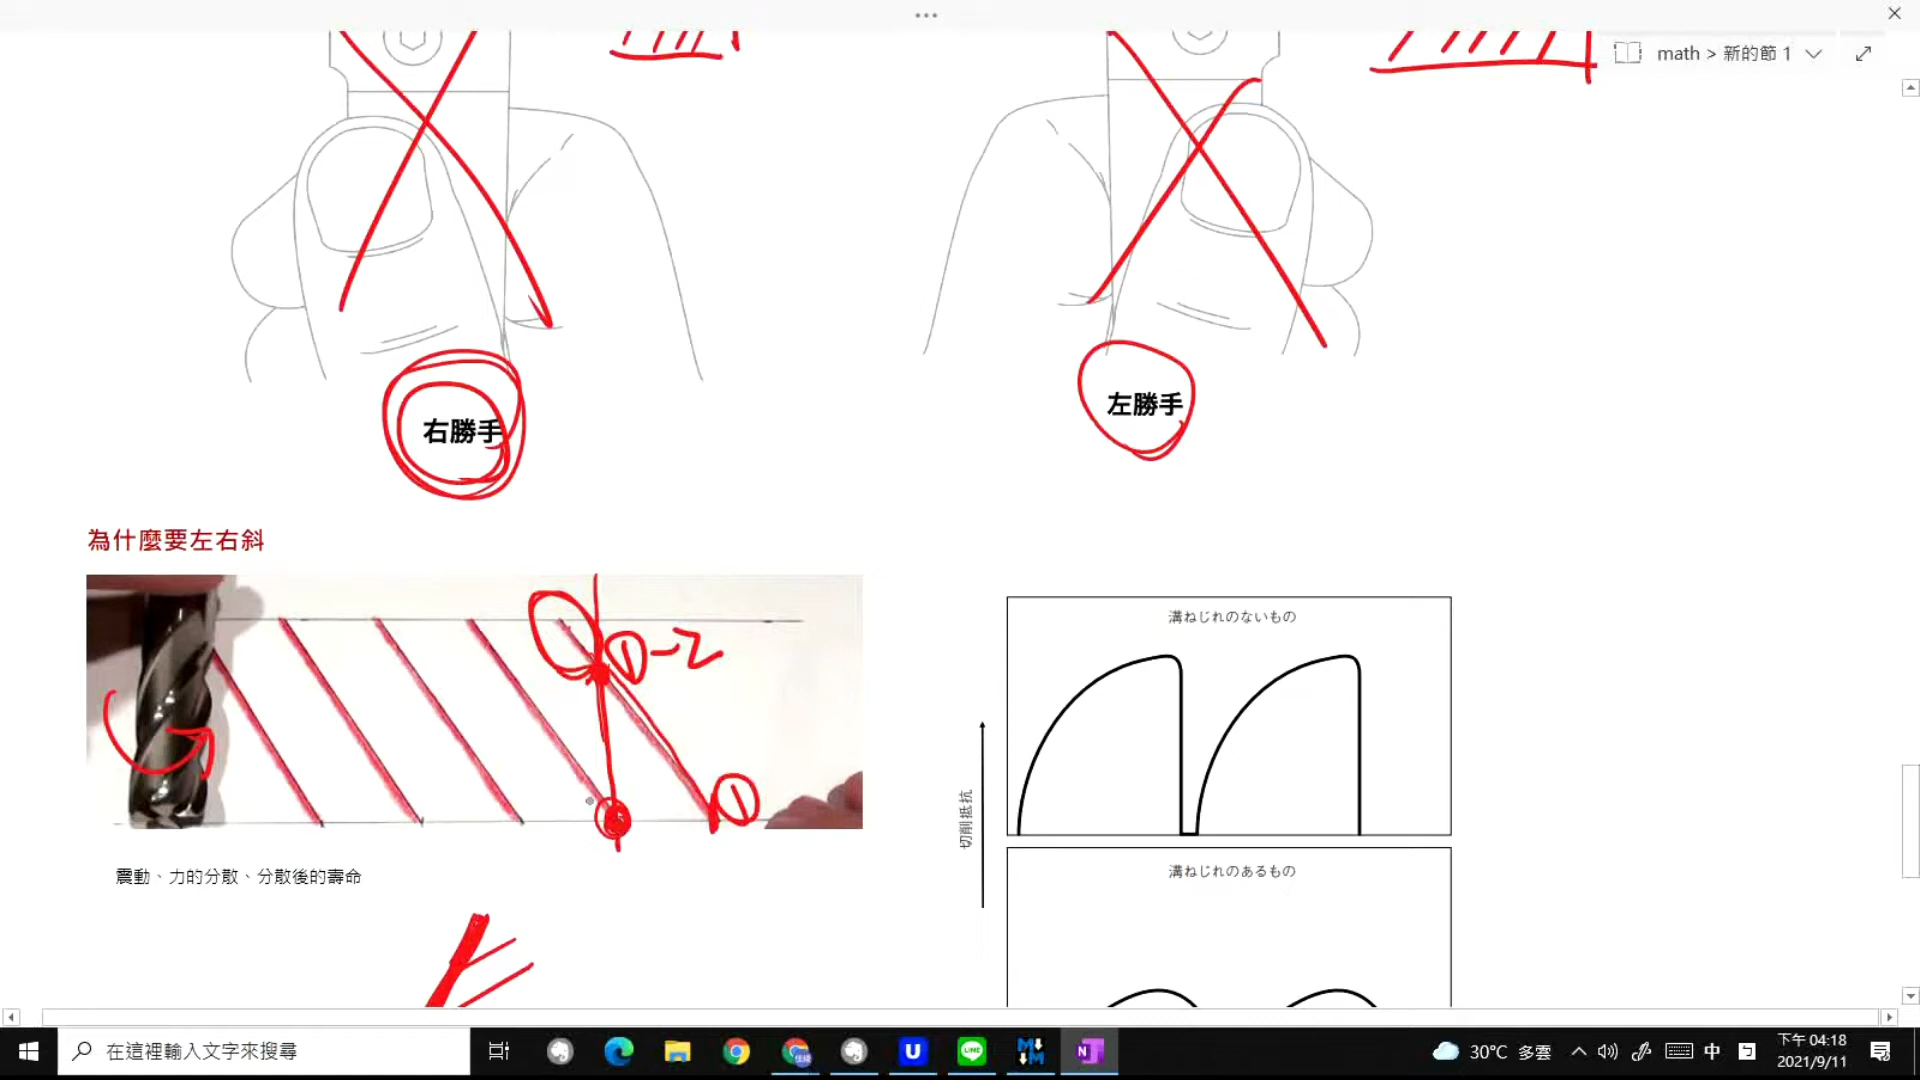 math > 新的節 1
右勝手
左勝手
為什麼要左右斜
①-2
①
震動、力的分散、分散後的壽命
溝ねじれのないもの
切削抵抗
溝ねじれのあるもの
在這裡輸入文字來搜尋
30°C 多雲
中
下午 04:18
2021/9/11